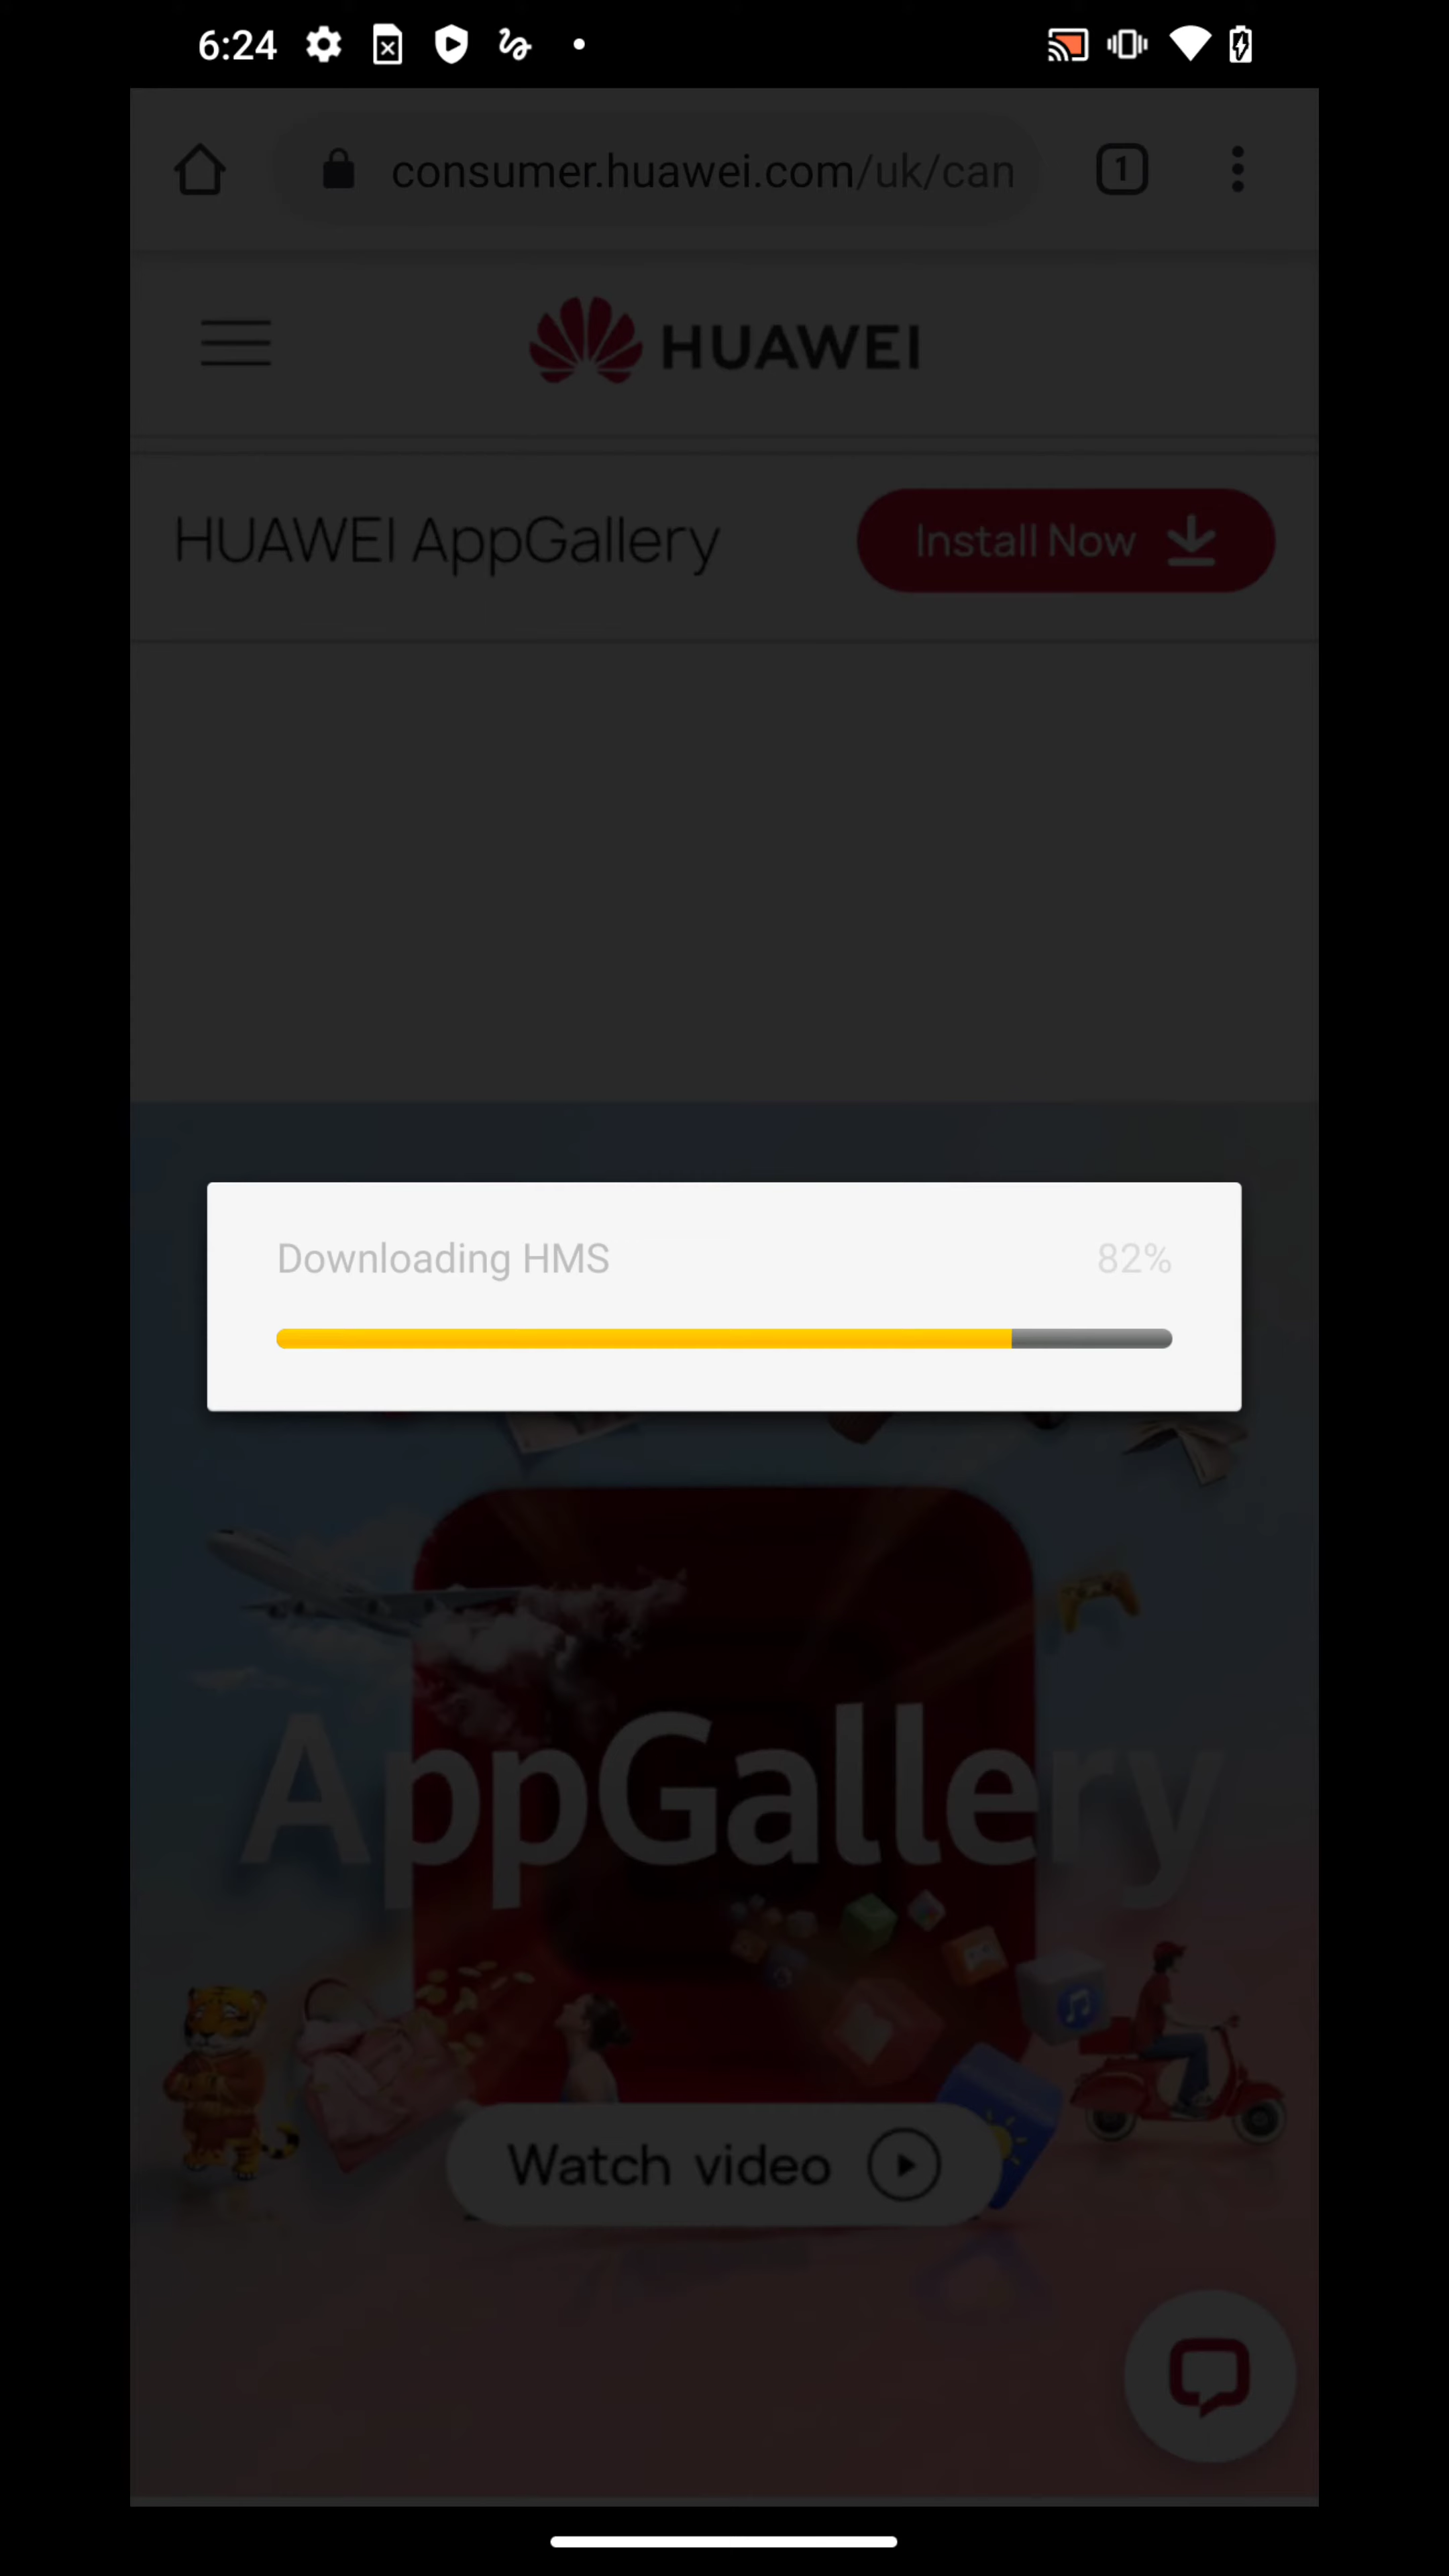 6:24
consumer.huawei.com/uk/can
1
HUAWEI
HUAWEI AppGallery
Install Now
Downloading HMS
82%
AppGallery
Watch video